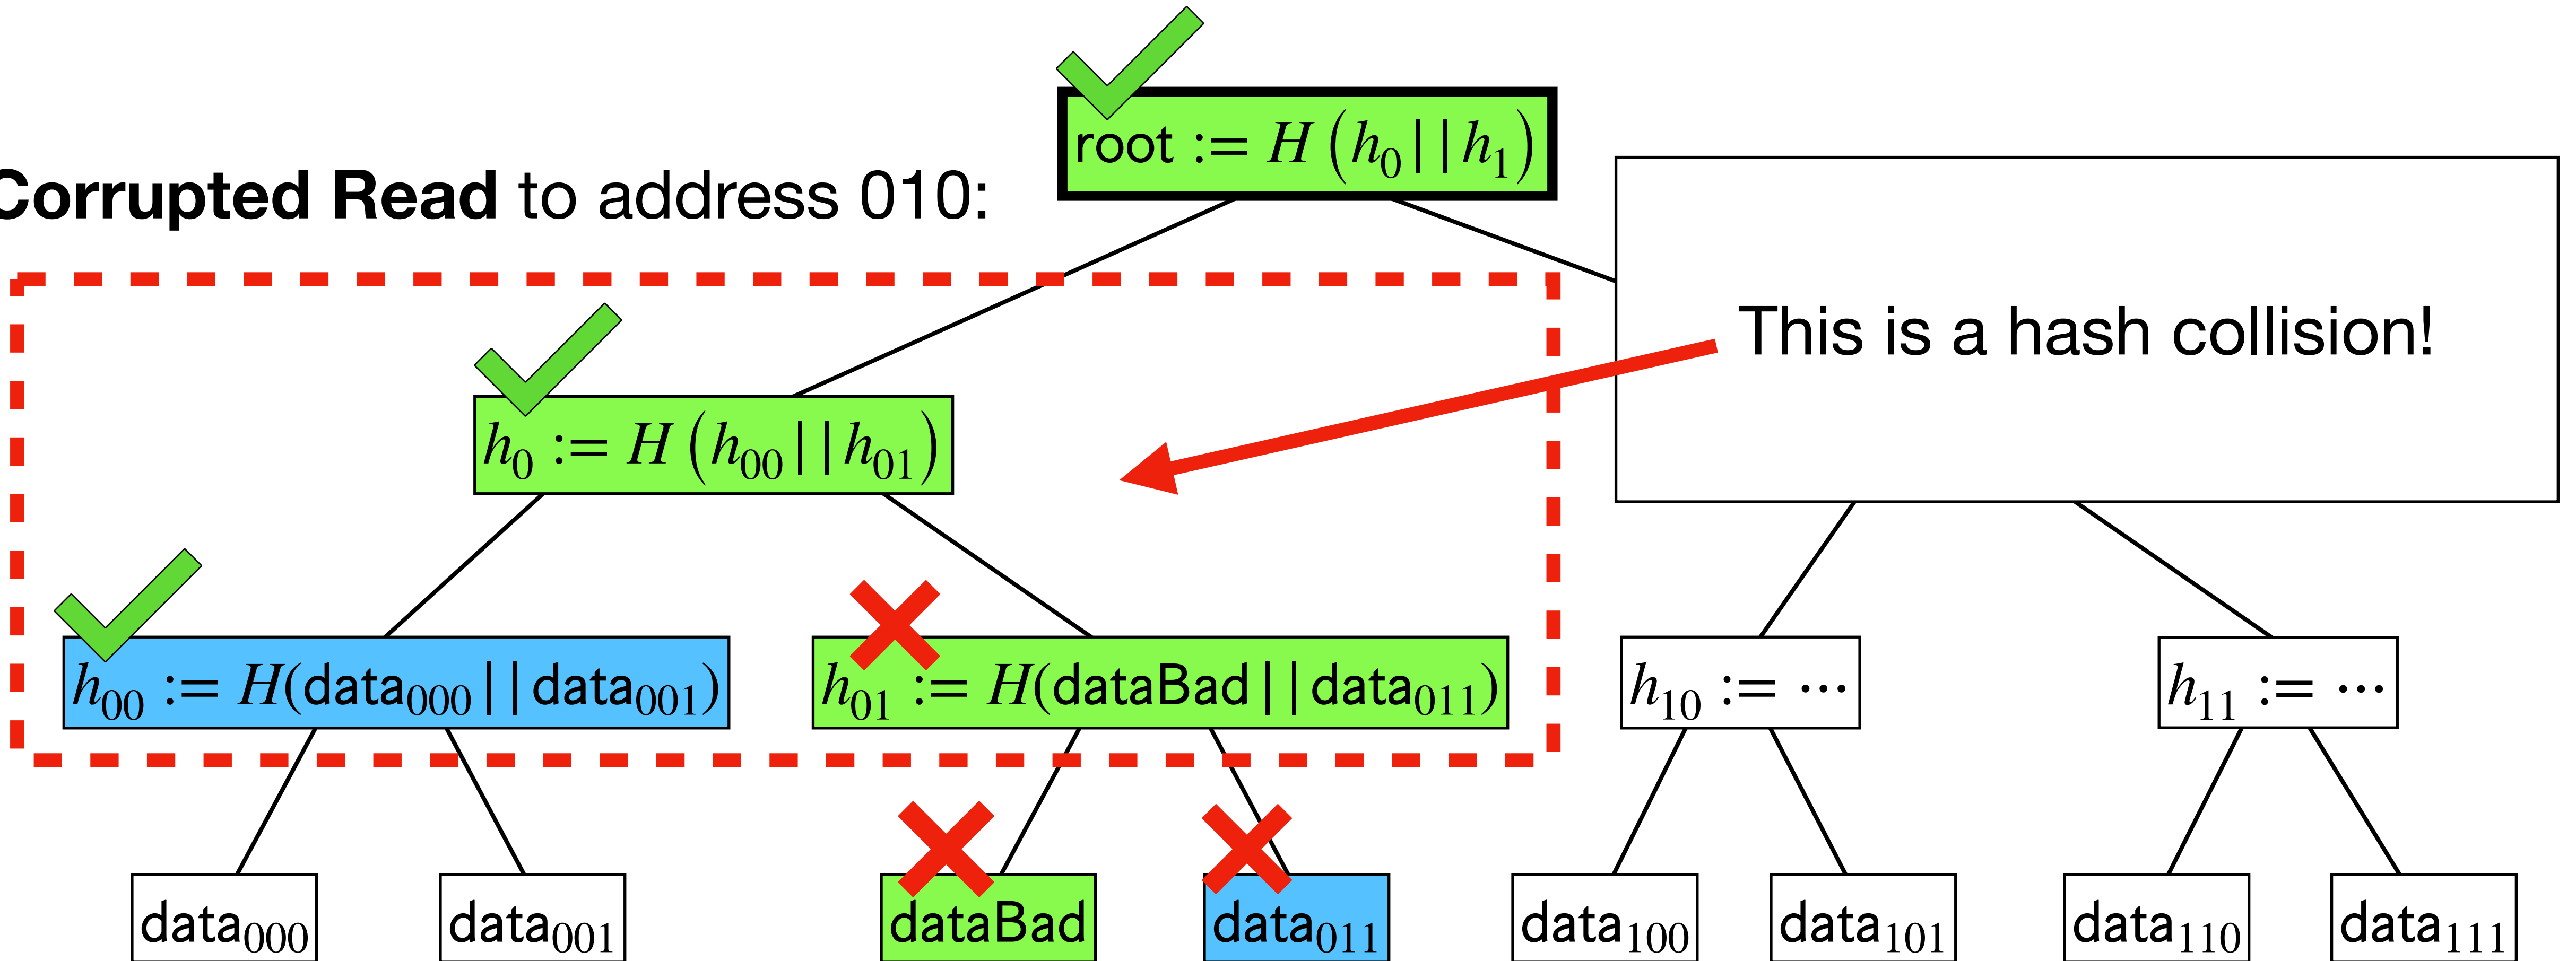 root := H (h₀||h₁)
Corrupted Read to address 010:
This is a hash collision!
h₀ := H (h₀₀||h₀₁)
h₀₀ := H(data₀₀₀||data₀₀₁)
h₀₁ := H(dataBad||data₀₁₁)
h₁₀ := ⋯
h₁₁ := ⋯
data₀₀₀
data₀₀₁
dataBad
data₀₁₁
data₁₀₀
data₁₀₁
data₁₁₀
data₁₁₁